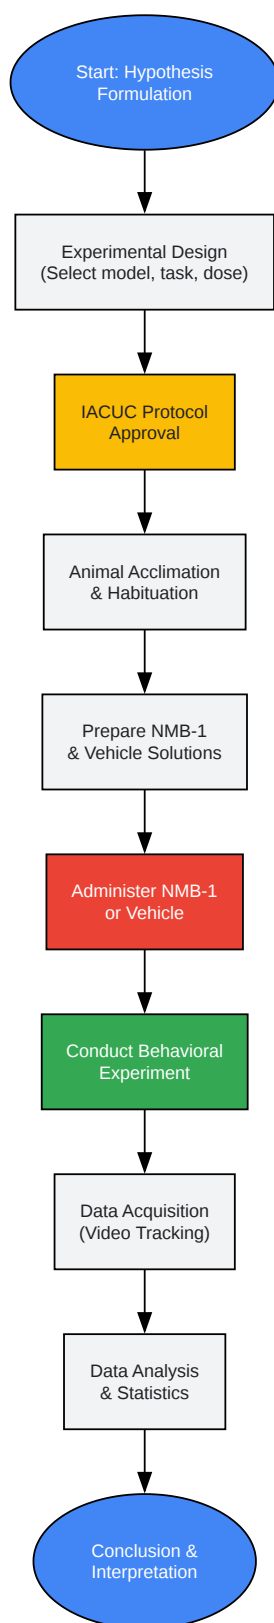 Start: Hypothesis
Formulation
Experimental Design
(Select model, task, dose)
IACUC Protocol
Approval
Animal Acclimation
& Habituation
Prepare NMB-1
& Vehicle Solutions
Administer NMB-1
or Vehicle
Conduct Behavioral
Experiment
Data Acquisition
(Video Tracking)
Data Analysis
& Statistics
Conclusion &
Interpretation